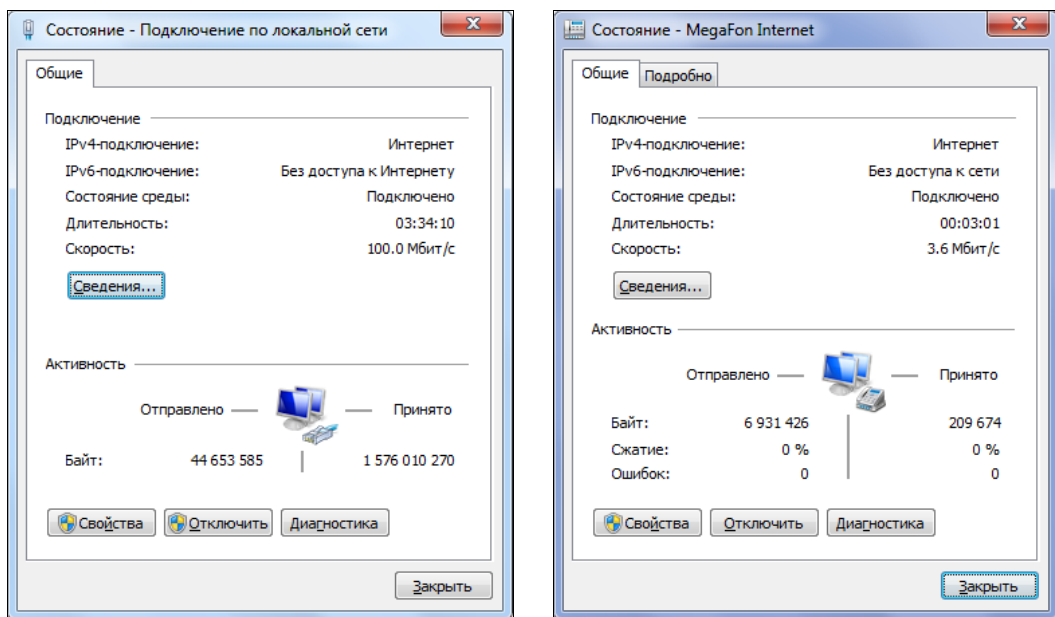 Состояние - Подключение по локальной сети
Общие
Подключение
IPv4-подключение: Интернет
IPv6-подключение: Без доступа к Интернету
Состояние среды: Подключено
Длительность: 03:34:10
Скорость: 100.0 Мбит/с
Сведения...
Активность
Отправлено — — Принято
Байт: 44 653 585 1 576 010 270
Свойства Отключить Диагностика
Закрыть
Состояние - MegaFon Internet
Общие Подробно
Подключение
IPv4-подключение: Интернет
IPv6-подключение: Без доступа к сети
Состояние среды: Подключено
Длительность: 00:03:01
Скорость: 3.6 Мбит/с
Сведения...
Активность
Отправлено — — Принято
Байт: 6 931 426 209 674
Сжатие: 0 % 0 %
Ошибок: 0 0
Свойства Отключить Диагностика
Закрыть